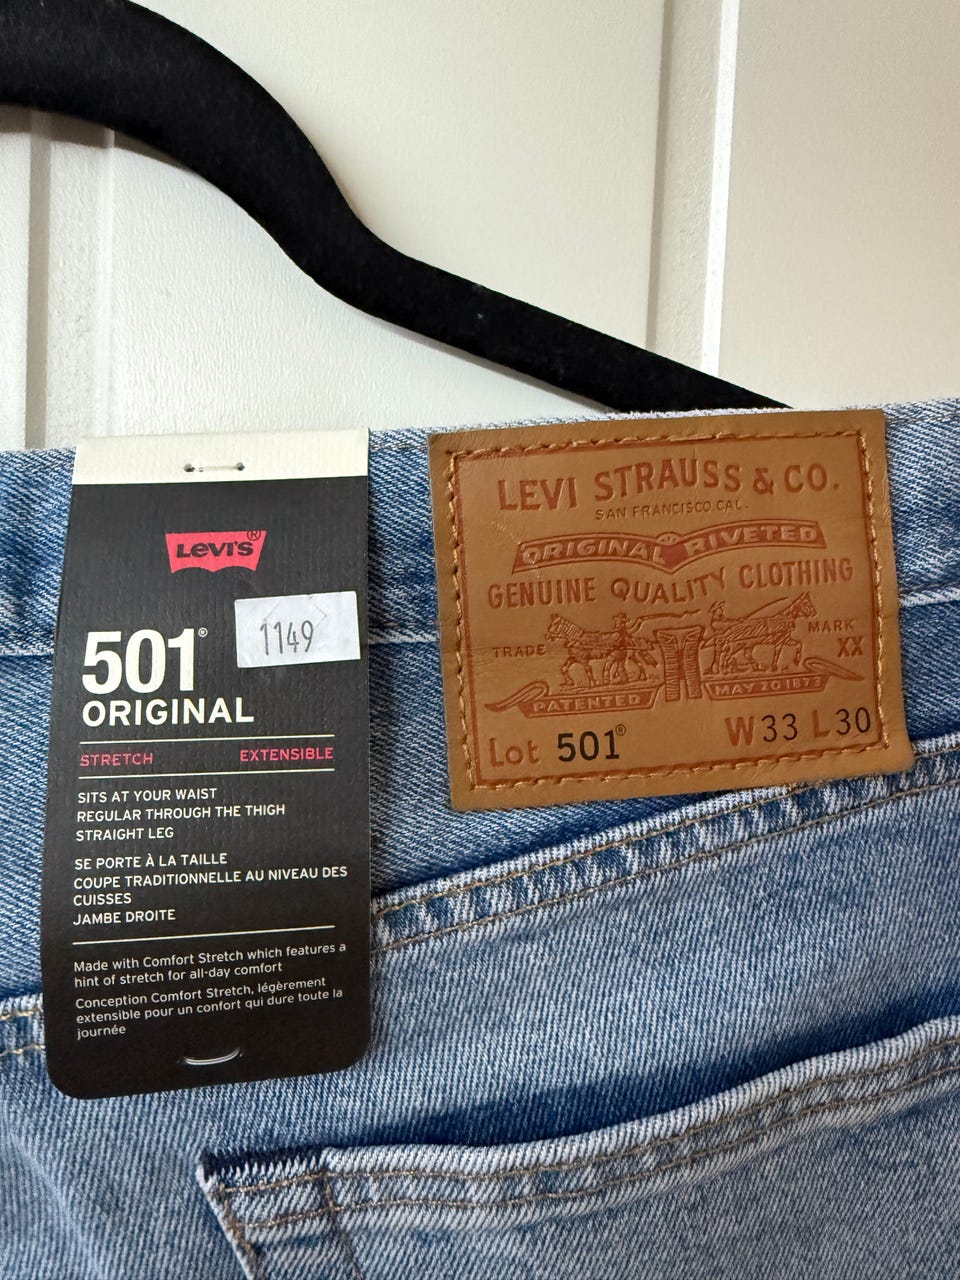 Levi's®
1149
501®
ORIGINAL
STRETCH EXTENSIBLE
SITS AT YOUR WAIST
REGULAR THROUGH THE THIGH
STRAIGHT LEG
SE PORTE À LA TAILLE
COUPE TRADITIONNELLE AU NIVEAU DES
CUISSES
JAMBE DROITE
Made with Comfort Stretch which features a
hint of stretch for all-day comfort
Conception Comfort Stretch, légèrement
extensible pour un confort qui dure toute la
journée
LEVI STRAUSS & CO.
SAN FRANCISCO.CAL.
ORIGINAL RIVETED
GENUINE QUALITY CLOTHING
TRADE MARK
XX
PATENTED MAY 20 1873
Lot 501® W33 L30